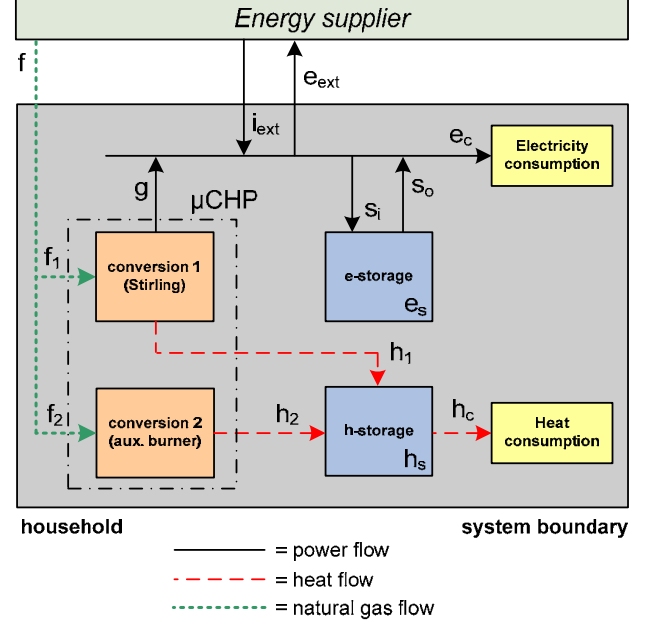 Energy supplier
f
e_ext
i_ext
e_c
Electricity
consumption
g
μCHP
s_i
s_o
f_1
conversion 1
(Stirling)
e-storage
e_s
h_1
f_2
conversion 2
(aux. burner)
h_2
h-storage
h_s
h_c
Heat
consumption
household
system boundary
= power flow
= heat flow
= natural gas flow